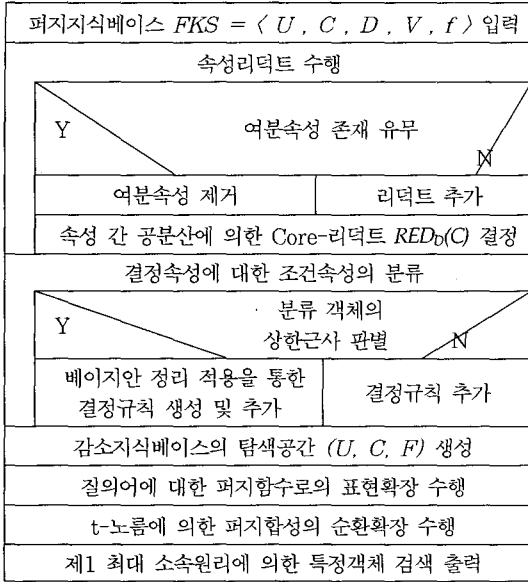 퍼지지식베이스 FKS = ⟨ U , C , D , V , f ⟩ 입력
속성리덕트 수행
Y
여분속성 존재 유무
N
여분속성 제거
리덕트 추가
속성 간 공분산에 의한 Core-리덕트 RED_D(C) 결정
결정속성에 대한 조건속성의 분류
Y
분류 객체의
상한근사 판별
N
베이지안 정리 적용을 통한
결정규칙 생성 및 추가
결정규칙 추가
감소지식베이스의 탐색공간 (U, C, F) 생성
질의어에 대한 퍼지함수로의 표현확장 수행
t-노름에 의한 퍼지합성의 순환확장 수행
제1 최대 소속원리에 의한 특정객체 검색 출력